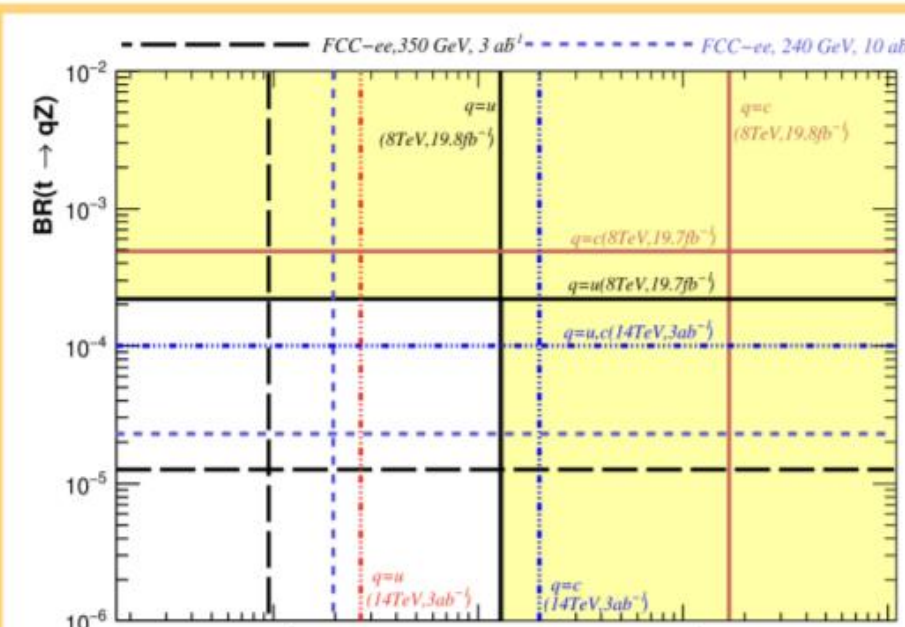 FCC-ee,350 GeV, 3 ab⁻¹ FCC-ee, 240 GeV, 10 ab
BR(t → qZ)
10⁻²
10⁻³
10⁻⁴
10⁻⁵
10⁻⁶
q=u
(8TeV,19.8fb⁻¹)
q=c
(8TeV,19.8fb⁻¹)
q=c(8TeV,19.7fb⁻¹)
q=u(8TeV,19.7fb⁻¹)
q=u,c(14TeV,3ab⁻¹)
q=u
(14TeV,3ab⁻¹)
q=c
(14TeV,3ab⁻¹)